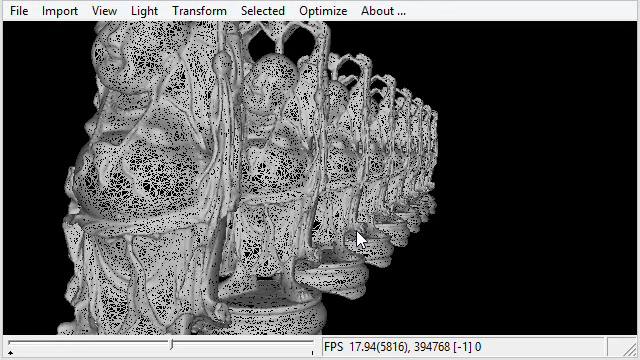 File Import View Light Transform Selected Optimize About ...
FPS 17.94(5816), 394768 [-1] 0